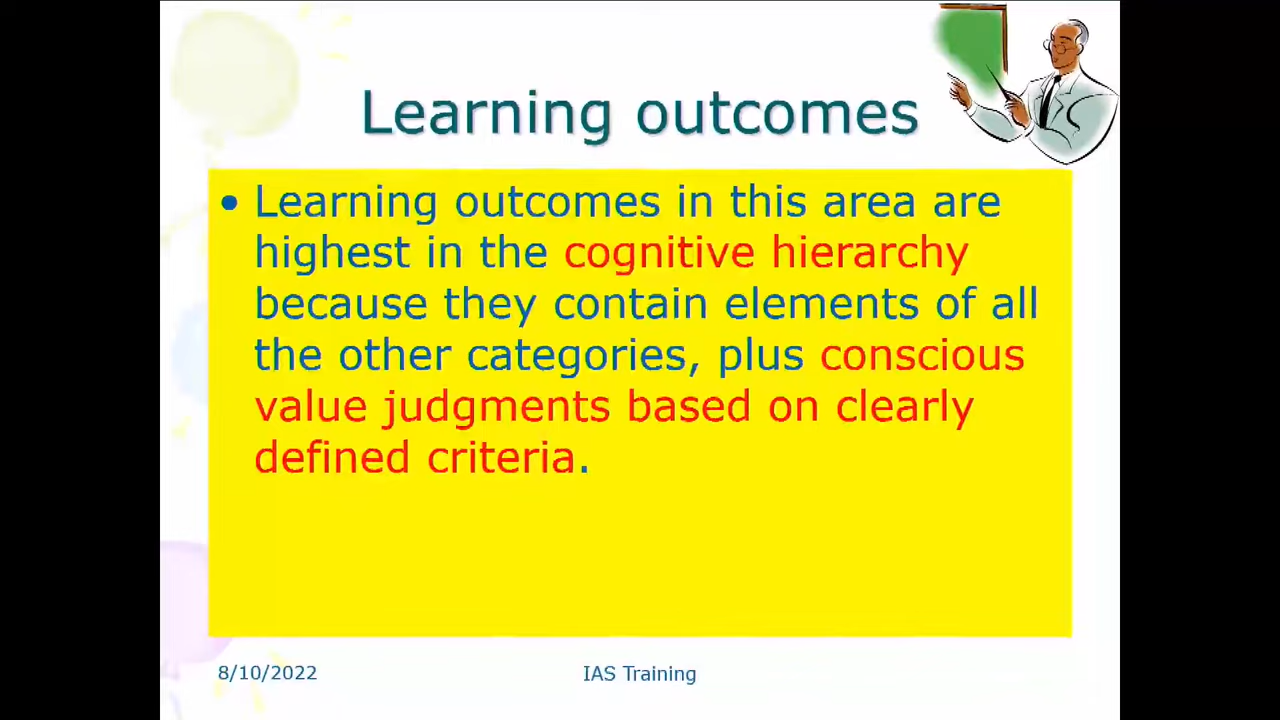 Learning outcomes
• Learning outcomes in this area are
highest in the cognitive hierarchy
because they contain elements of all
the other categories, plus conscious
value judgments based on clearly
defined criteria.
8/10/2022
IAS Training